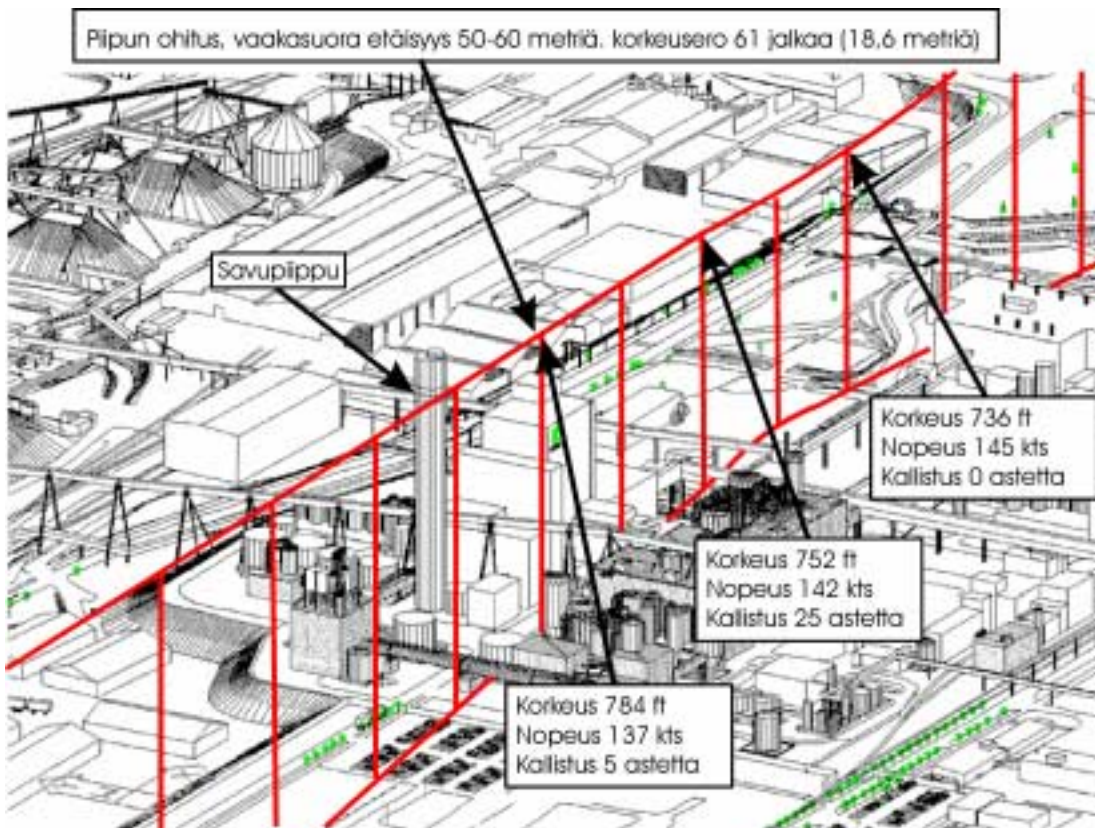 Piipun ohitus, vaakasuora etäisyys 50-60 metriä. korkeusero 61 jalkaa (18,6 metriä)
Savupiippu
Korkeus 736 ft
Nopeus 145 kts
Kallistus 0 astetta
Korkeus 752 ft
Nopeus 142 kts
Kallistus 25 astetta
Korkeus 784 ft
Nopeus 137 kts
Kallistus 5 astetta